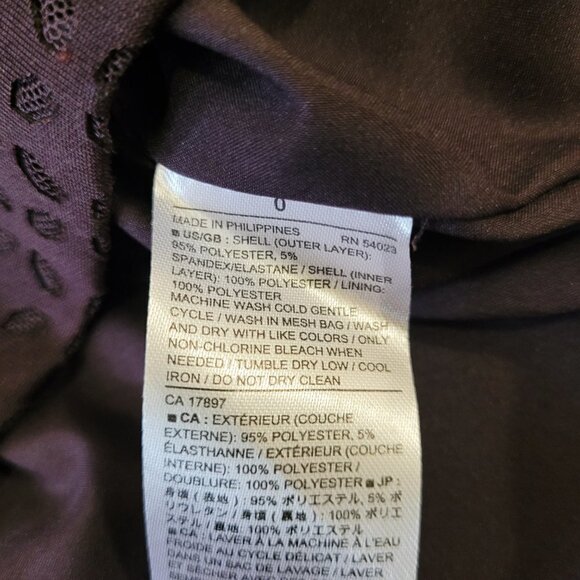 0
MADE IN PHILIPPINES RN 54023
■ US/GB : SHELL (OUTER LAYER):
95% POLYESTER, 5%
SPANDEX/ELASTANE / SHELL (INNER
LAYER): 100% POLYESTER / LINING:
100% POLYESTER
MACHINE WASH COLD GENTLE
CYCLE / WASH IN MESH BAG / WASH
AND DRY WITH LIKE COLORS / ONLY
NON-CHLORINE BLEACH WHEN
NEEDED / TUMBLE DRY LOW / COOL
IRON / DO NOT DRY CLEAN
CA 17897
■ CA : EXTÉRIEUR (COUCHE
EXTERNE): 95% POLYESTER, 5%
ÉLASTHANNE / EXTÉRIEUR (COUCHE
INTERNE): 100% POLYESTER /
DOUBLURE: 100% POLYESTER ■ JP :
身頃 (表地) : 95% ポリエステル, 5% ポ
リウレタン / 身頃 (裏地) : 100% ポリエ
ステル / 裏地 : 100% ポリエステル
■ CA : LAVER À LA MACHINE À L'EAU
FROIDE AU CYCLE DÉLICAT / LAVER
DANS UN SAC DE LAVAGE / LAVER
ET SÉCHER AVEC